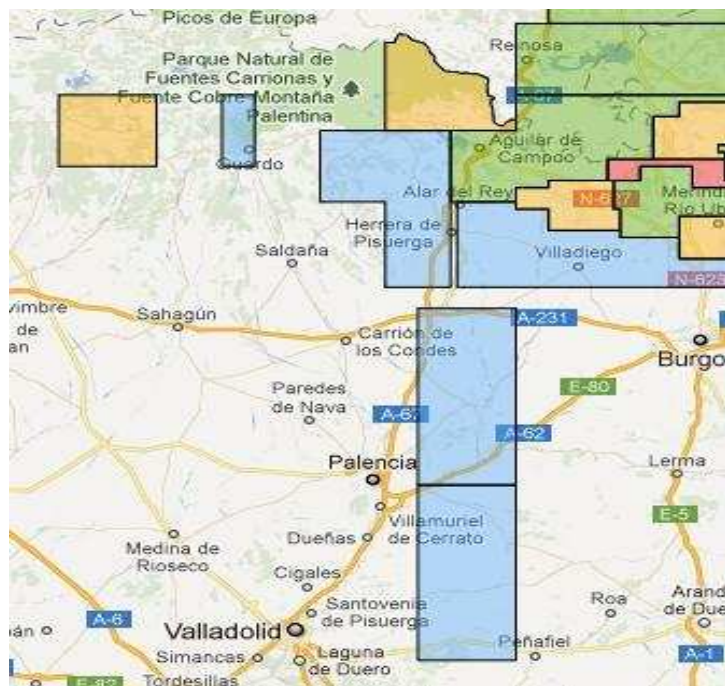 Picos de Europa
Reinosa
Parque Natural de
Fuentes Carrionas y
Fuente Cobre-Montaña
Palentina
A-67
Aguilar de
Campoo
Guardo
Alar del Rey
N-627
Herrera de
Pisuerga
Saldaña
Villadiego
N-623
Sahagún
A-231
Carrión de
los Condes
Burgo
E-80
Paredes
de Nava
A-67
A-62
Palencia
Lerma
Villamuriel
de Cerrato
E-5
Dueñas
Medina de
Rioseco
Cigales
Santovenia
de Pisuerga
Roa
Arand
de Due
A-6
Valladolid
Simancas
Laguna
de Duero
Peñafiel
A-1
Tordesillas